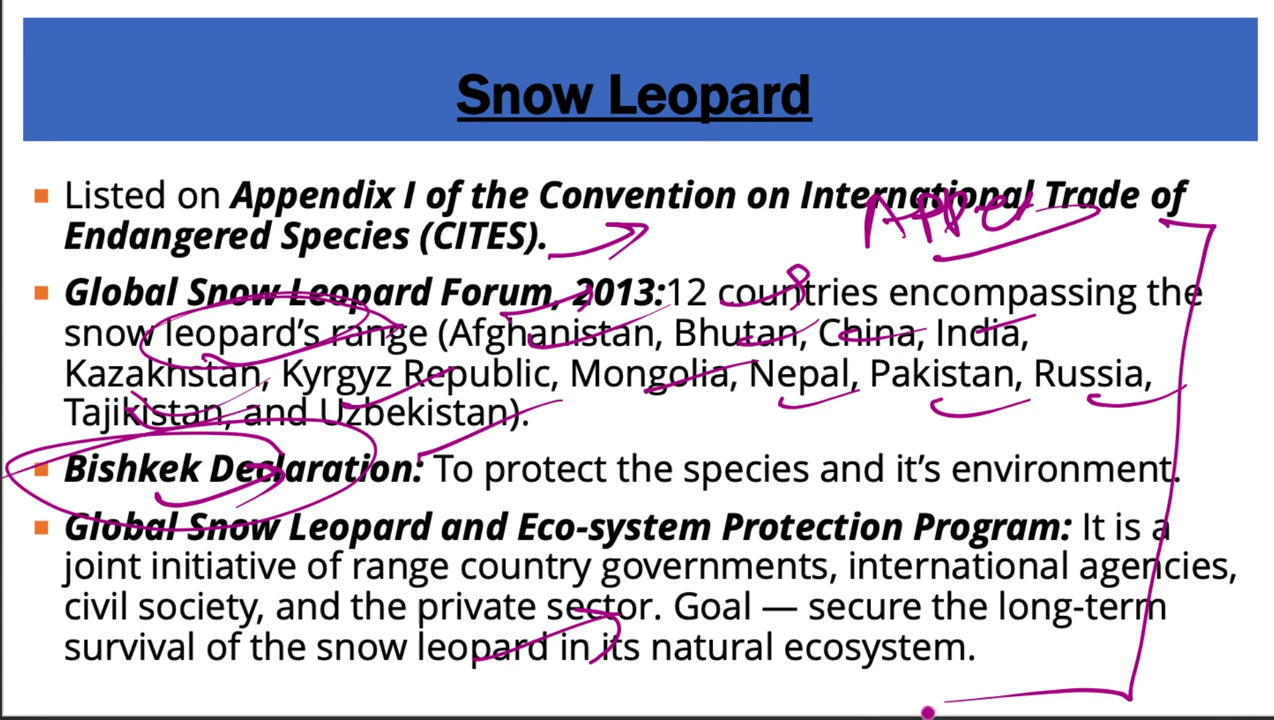 Snow Leopard
Listed on Appendix I of the Convention on International Trade of
Endangered Species (CITES).
Global Snow Leopard Forum, 2013:12 countries encompassing the
snow leopard’s range (Afghanistan, Bhutan, China, India,
Kazakhstan, Kyrgyz Republic, Mongolia, Nepal, Pakistan, Russia,
Tajikistan, and Uzbekistan).
Bishkek Declaration: To protect the species and it’s environment.
Global Snow Leopard and Eco-system Protection Program: It is a
joint initiative of range country governments, international agencies,
civil society, and the private sector. Goal — secure the long-term
survival of the snow leopard in its natural ecosystem.